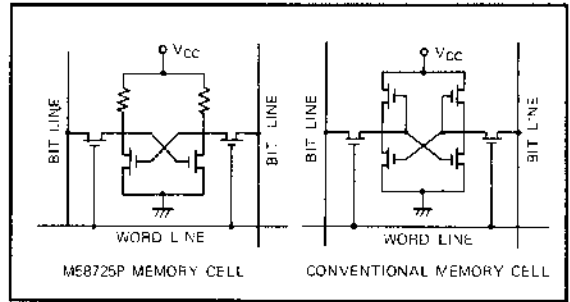 VCC
BIT LINE
BIT LINE
WORD LINE
M58725P MEMORY CELL
VCC
BIT LINE
BIT LINE
WORD LINE
CONVENTIONAL MEMORY CELL